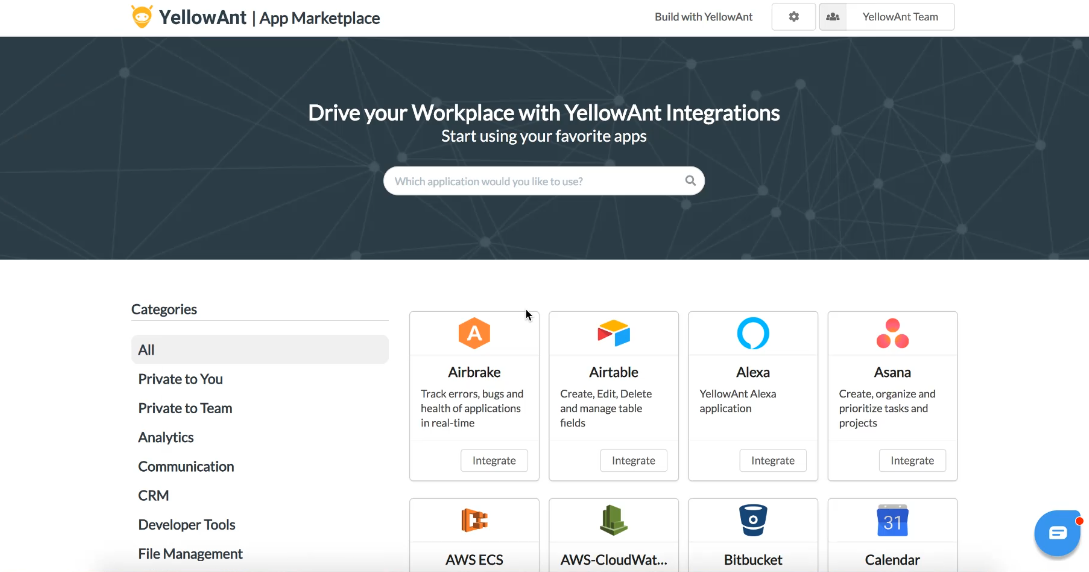 YellowAnt | App Marketplace
Build with YellowAnt
YellowAnt Team
Drive your Workplace with YellowAnt Integrations
Start using your favorite apps
Which application would you like to use?
Categories
All
Private to You
Private to Team
Analytics
Communication
CRM
Developer Tools
File Management
A
Airbrake
Track errors, bugs and
health of applications
in real-time
Integrate
Airtable
Create, Edit, Delete
and manage table
fields
Integrate
Alexa
YellowAnt Alexa
application
Integrate
Asana
Create, organize and
prioritize tasks and
projects
Integrate
AWS ECS
AWS-CloudWat...
Bitbucket
31
Calendar